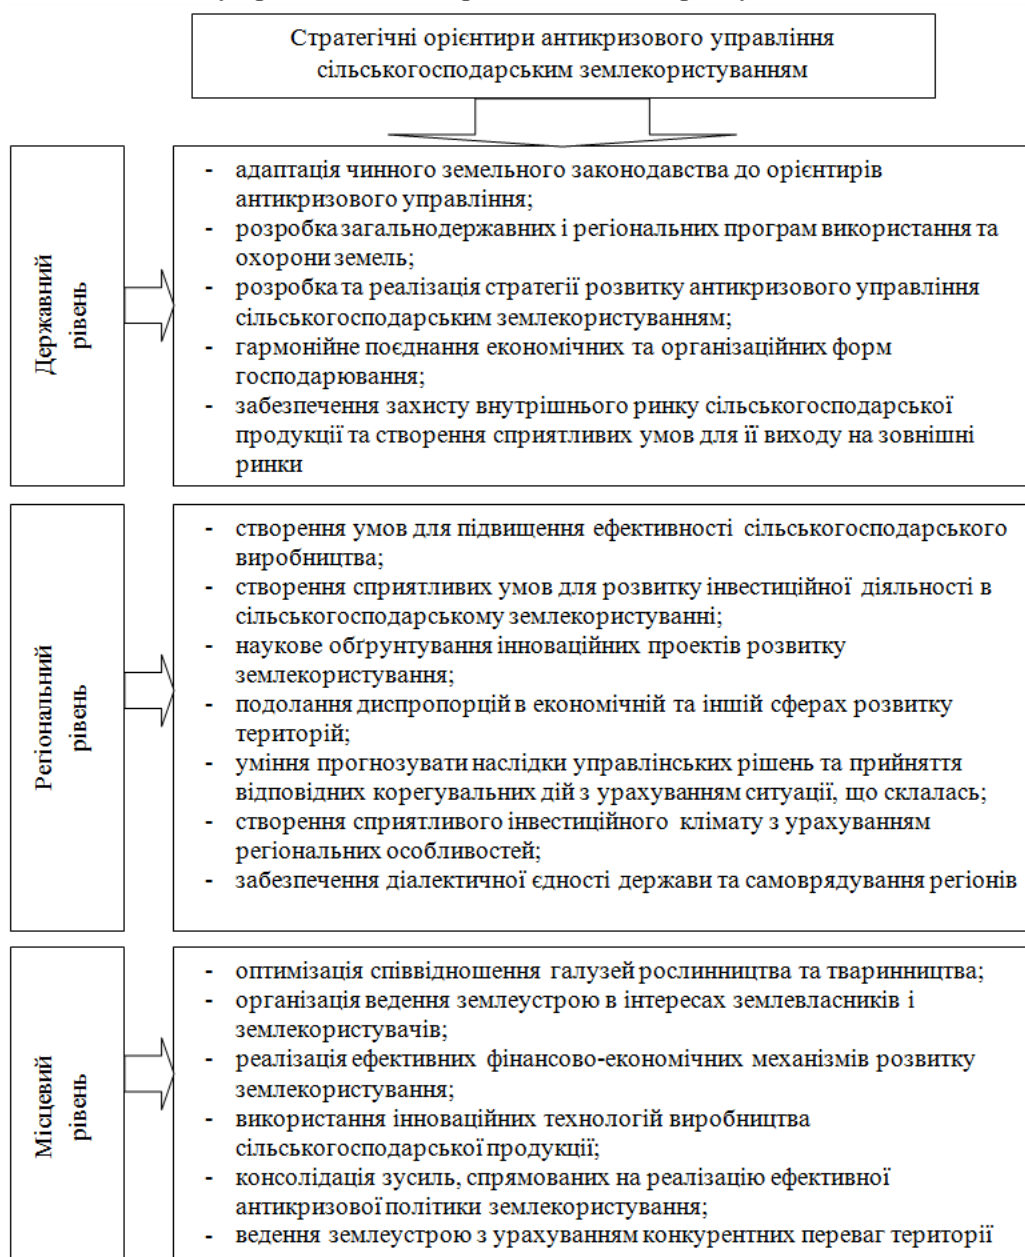 Стратегічні орієнтири антикризового управління
сільськогосподарським землекористуванням
Державний
рівень
- адаптація чинного земельного законодавства до орієнтирів
антикризового управління;
- розробка загальнодержавних і регіональних програм використання та
охорони земель;
- розробка та реалізація стратегії розвитку антикризового управління
сільськогосподарським землекористуванням;
- гармонійне поєднання економічних та організаційних форм
господарювання;
- забезпечення захисту внутрішнього ринку сільськогосподарської
продукції та створення сприятливих умов для її виходу на зовнішні
ринки
Регіональний
рівень
- створення умов для підвищення ефективності сільськогосподарського
виробництва;
- створення сприятливих умов для розвитку інвестиційної діяльності в
сільськогосподарському землекористуванні;
- наукове обґрунтування інноваційних проектів розвитку
землекористування;
- подолання диспропорцій в економічній та іншій сферах розвитку
територій;
- уміння прогнозувати наслідки управлінських рішень та прийняття
відповідних корегувальних дій з урахуванням ситуації, що склалась;
- створення сприятливого інвестиційного клімату з урахуванням
регіональних особливостей;
- забезпечення діалектичної єдності держави та самоврядування регіонів
Місцевий
рівень
- оптимізація співвідношення галузей рослинництва та тваринництва;
- організація ведення землеустрою в інтересах землевласників і
землекористувачів;
- реалізація ефективних фінансово-економічних механізмів розвитку
землекористування;
- використання інноваційних технологій виробництва
сільськогосподарської продукції;
- консолідація зусиль, спрямованих на реалізацію ефективної
антикризової політики землекористування;
- ведення землеустрою з урахуванням конкурентних переваг території